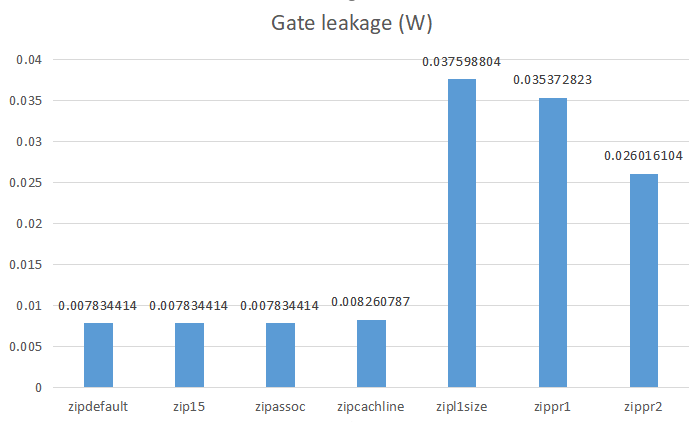 Gate leakage (W)
0.04
0.035
0.03
0.025
0.02
0.015
0.01
0.005
0
0.007834414
0.007834414
0.007834414
0.008260787
0.037598804
0.035372823
0.026016104
zipdefault
zip15
zipassoc
zipcachline
zipl1size
zippr1
zippr2